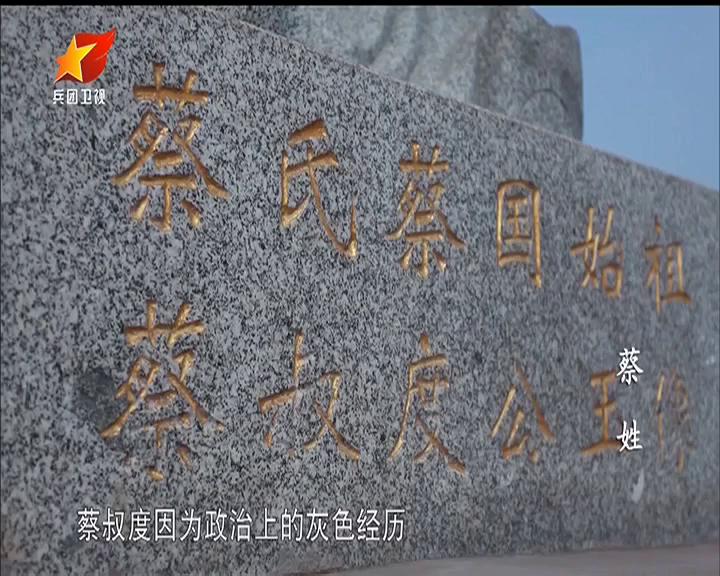 兵团卫视
蔡氏蔡国始祖
蔡叔度公王像
蔡姓
蔡叔度因为政治上的灰色经历